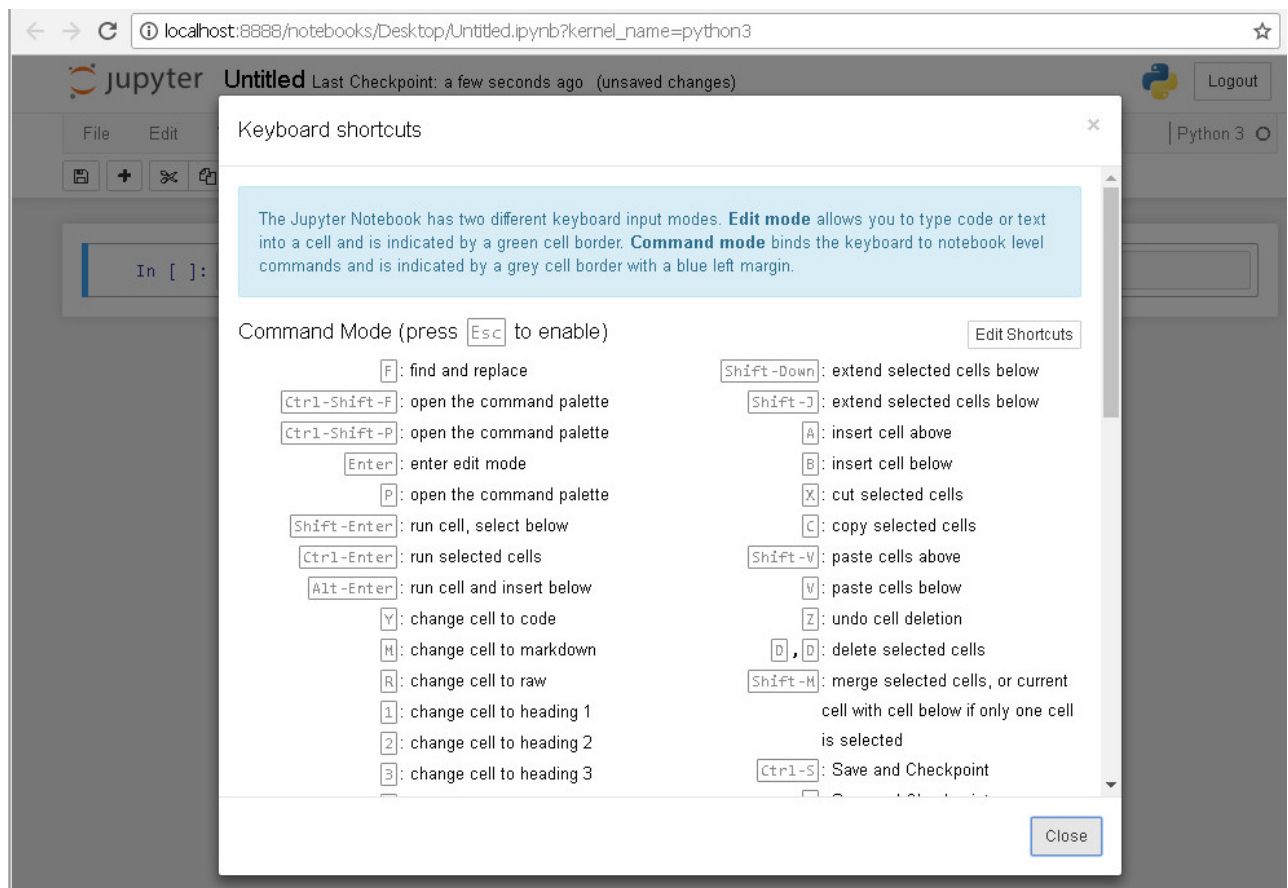 localhost:8888/notebooks/Desktop/Untitled.ipynb?kernel_name=python3
jupyter Untitled Last Checkpoint: a few seconds ago (unsaved changes)
Logout
File Edit
Python 3
Keyboard shortcuts
×
The Jupyter Notebook has two different keyboard input modes. Edit mode allows you to type code or text
into a cell and is indicated by a green cell border. Command mode binds the keyboard to notebook level
commands and is indicated by a grey cell border with a blue left margin.
In [ ]:
Command Mode (press Esc to enable)
Edit Shortcuts
F: find and replace
Ctrl-Shift-F: open the command palette
Ctrl-Shift-P: open the command palette
Enter: enter edit mode
P: open the command palette
Shift-Enter: run cell, select below
Ctrl-Enter: run selected cells
Alt-Enter: run cell and insert below
Y: change cell to code
M: change cell to markdown
R: change cell to raw
1: change cell to heading 1
2: change cell to heading 2
3: change cell to heading 3
Shift-Down: extend selected cells below
Shift-J: extend selected cells below
A: insert cell above
B: insert cell below
X: cut selected cells
C: copy selected cells
Shift-V: paste cells above
V: paste cells below
Z: undo cell deletion
D,D: delete selected cells
Shift-M: merge selected cells, or current
cell with cell below if only one cell
is selected
Ctrl-S: Save and Checkpoint
Close